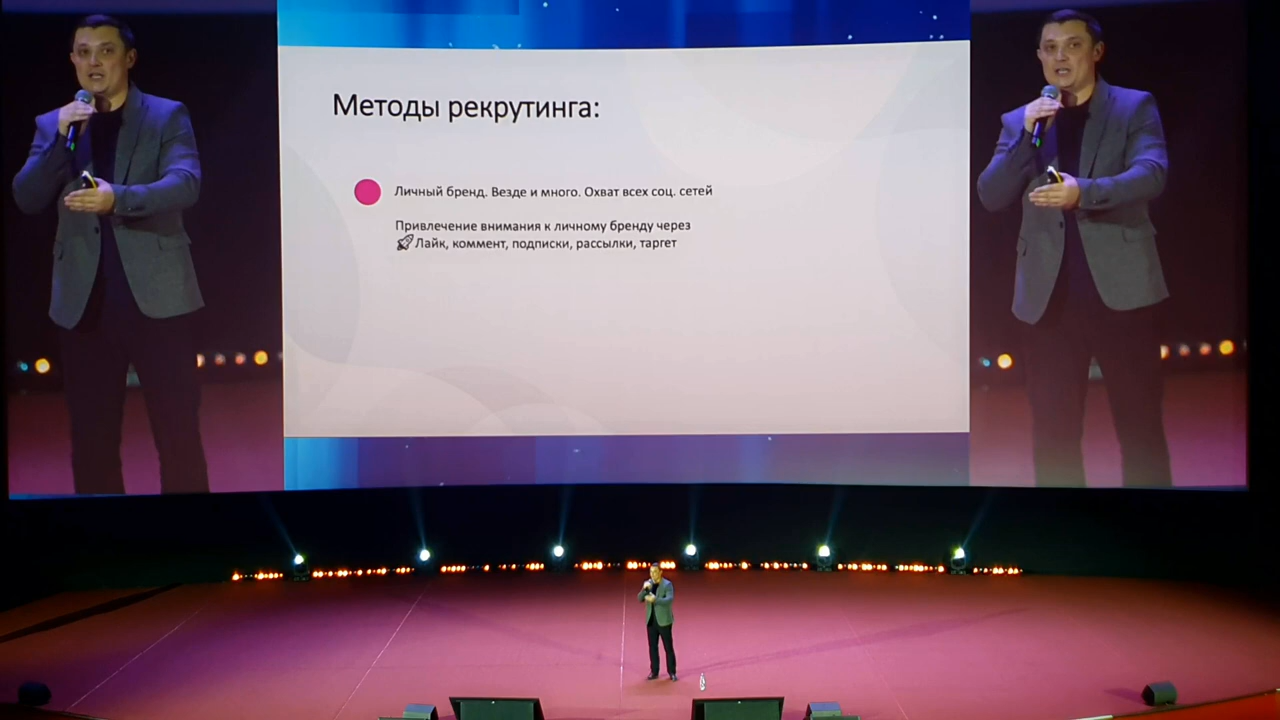 Методы рекрутинга:
Личный бренд. Везде и много. Охват всех соц. сетей
Привлечение внимания к личному бренду через
🚀Лайк, коммент, подписки, рассылки, таргет